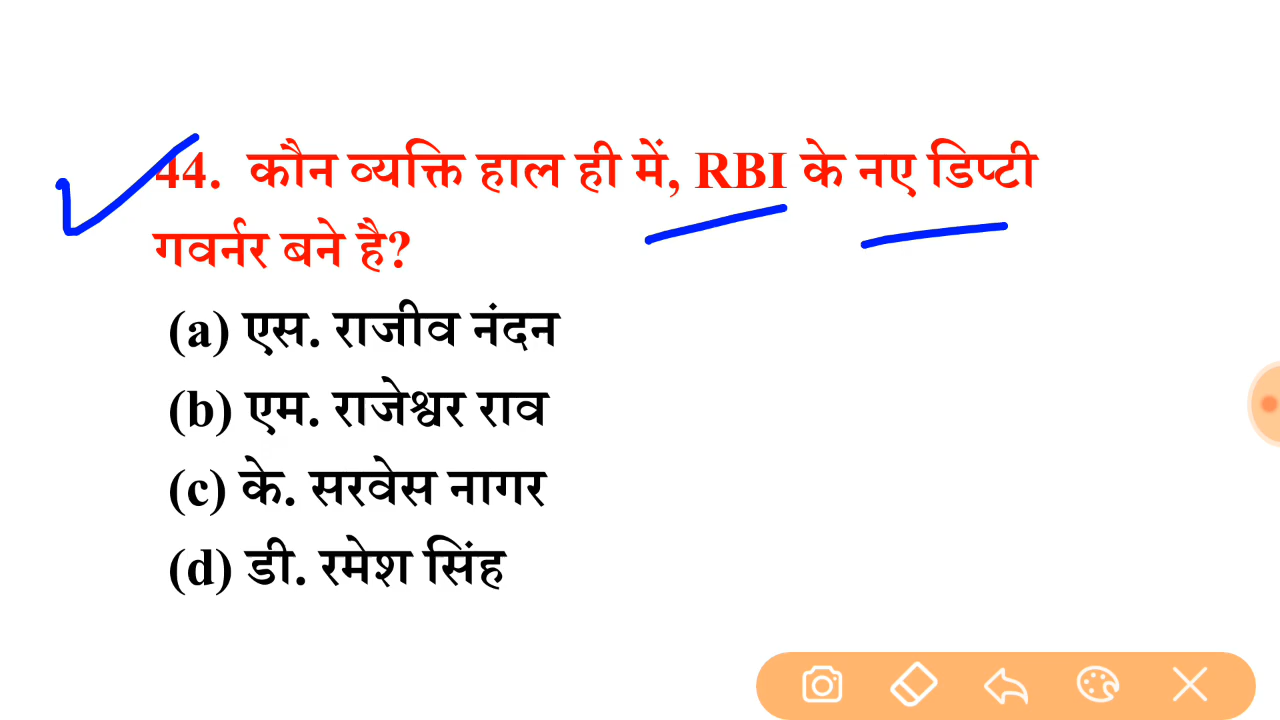 44. कौन व्यक्ति हाल ही में, RBI के नए डिप्टी
गवर्नर बने है?
(a) एस. राजीव नंदन
(b) एम. राजेश्वर राव
(c) के. सरवेस नागर
(d) डी. रमेश सिंह